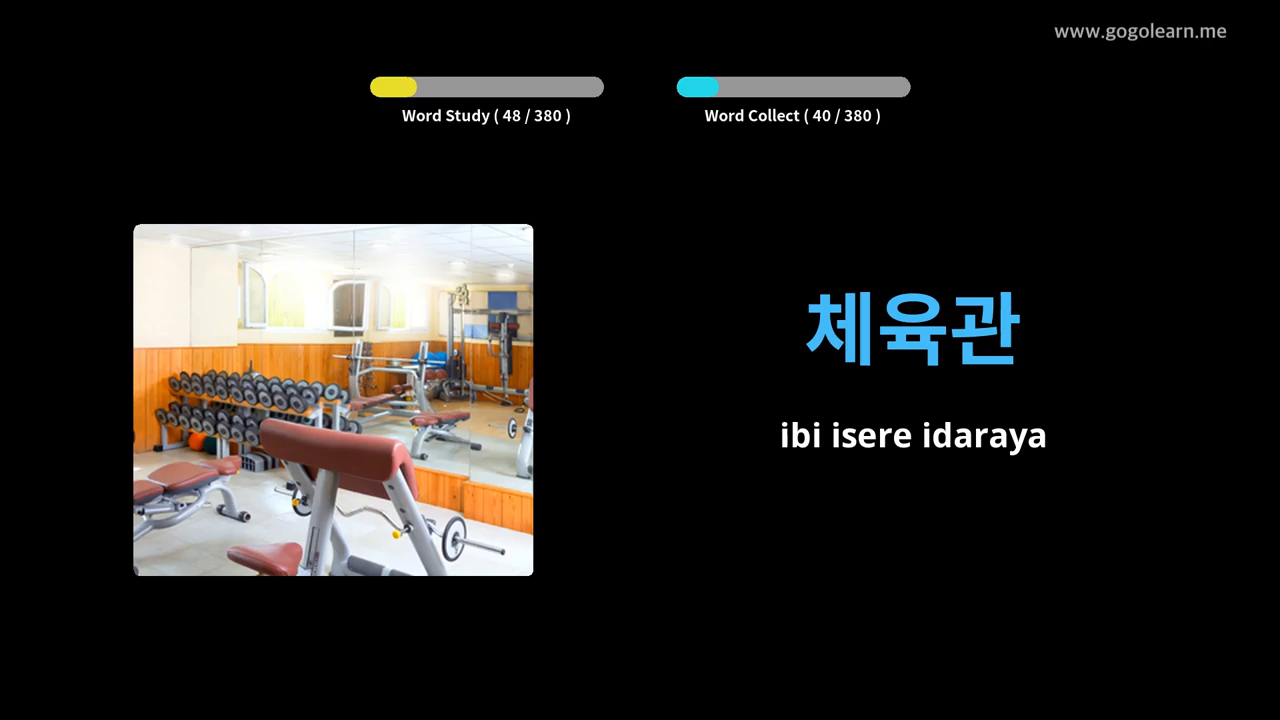 www.gogolearn.me
Word Study ( 48 / 380 )
Word Collect ( 40 / 380 )
체육관
ibi isere idaraya